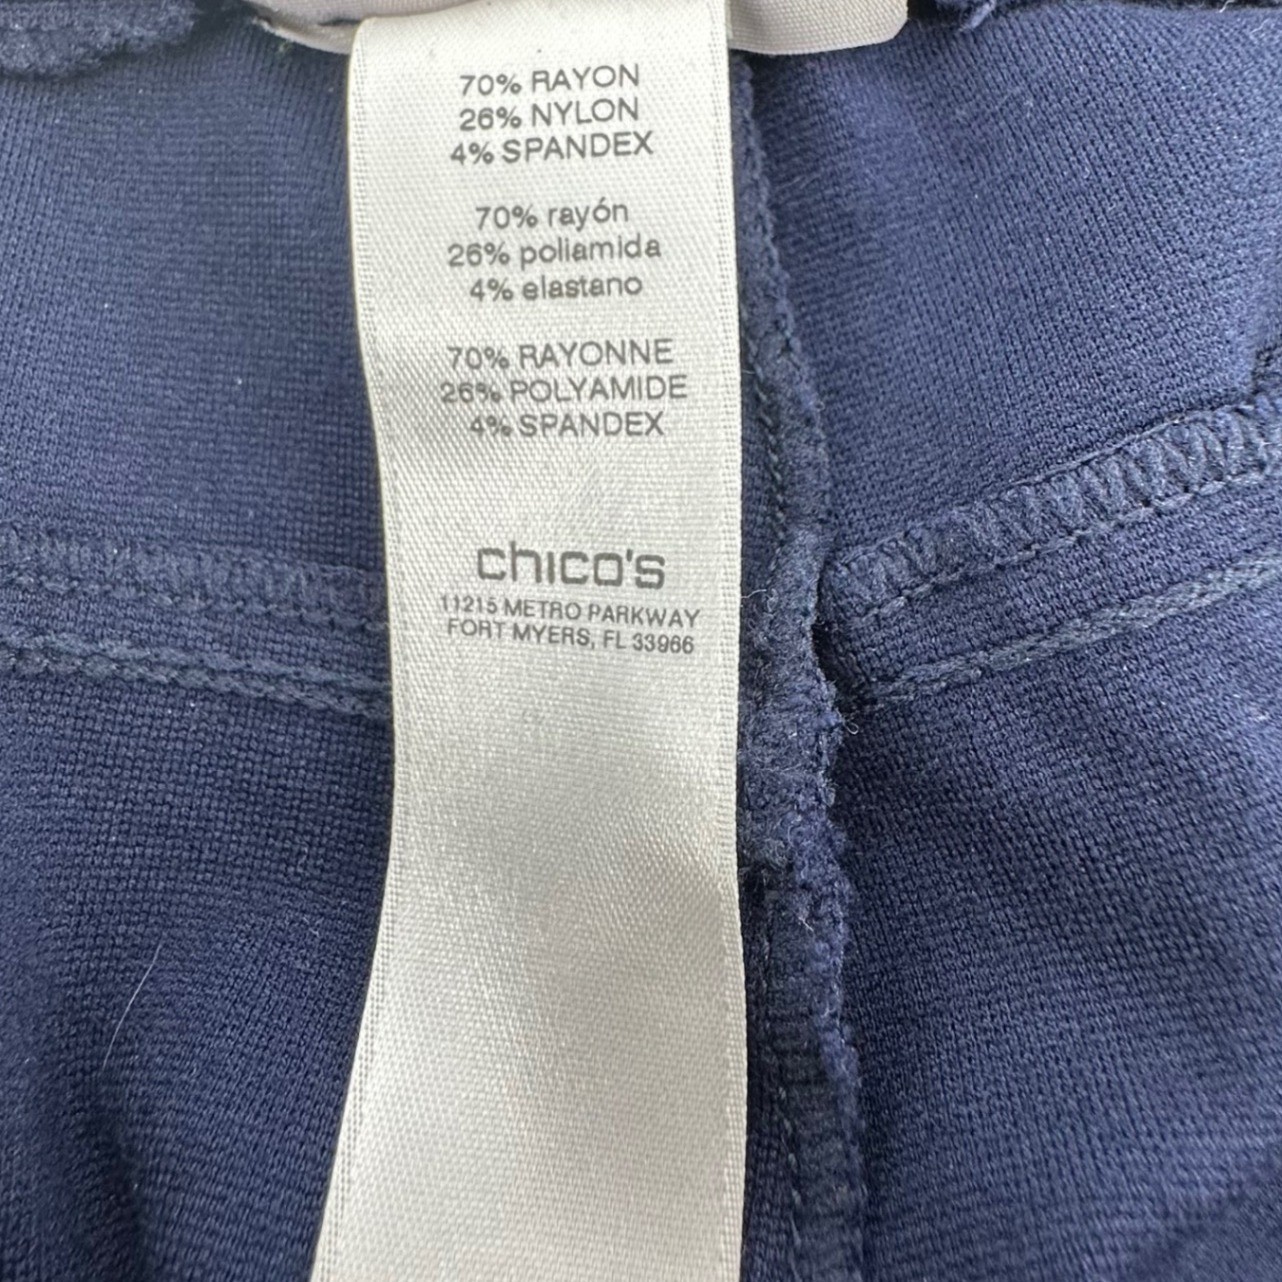 70% RAYON
26% NYLON
4% SPANDEX
70% rayón
26% poliamida
4% elastano
70% RAYONNE
26% POLYAMIDE
4% SPANDEX
chico's
11215 METRO PARKWAY
FORT MYERS, FL 33966